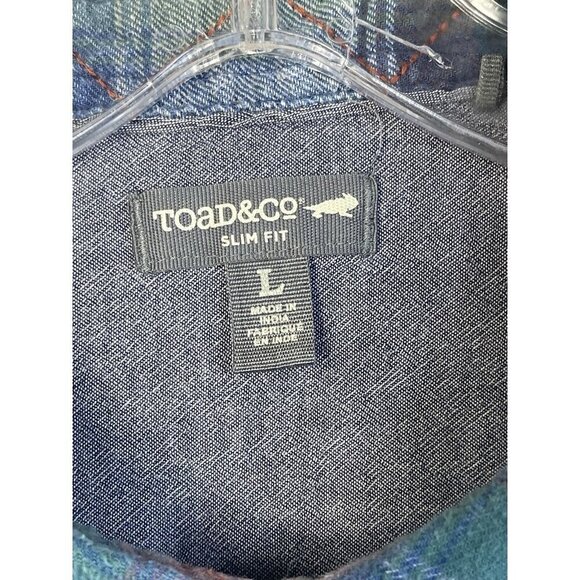 TOaD&CO®
SLIM FIT
L
MADE IN
INDIA
FABRIQUÉ
EN INDE